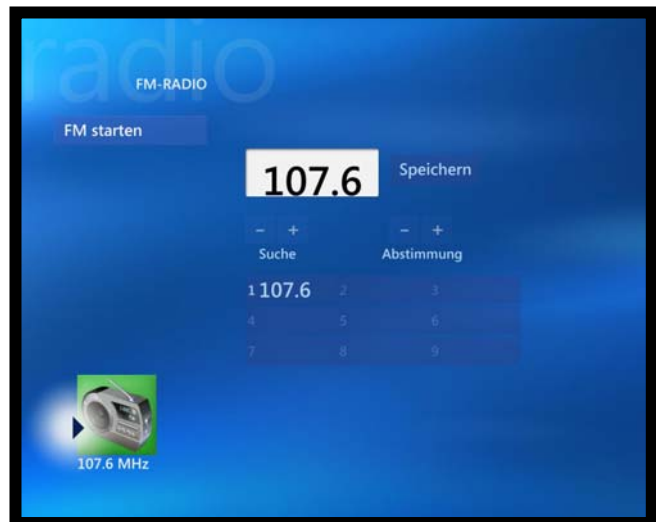 radio
FM-RADIO
FM starten
107.6 Speichern
- + - +
Suche Abstimmung
1 107.6 2 3
4 5 6
7 8 9
107.6 MHz